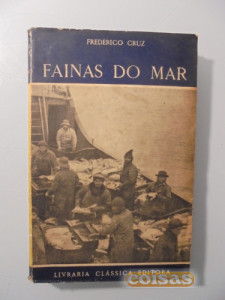 FREDERICO CRUZ
FAINAS DO MAR
LIVRARIA CLÁSSICA EDITORA
coisas